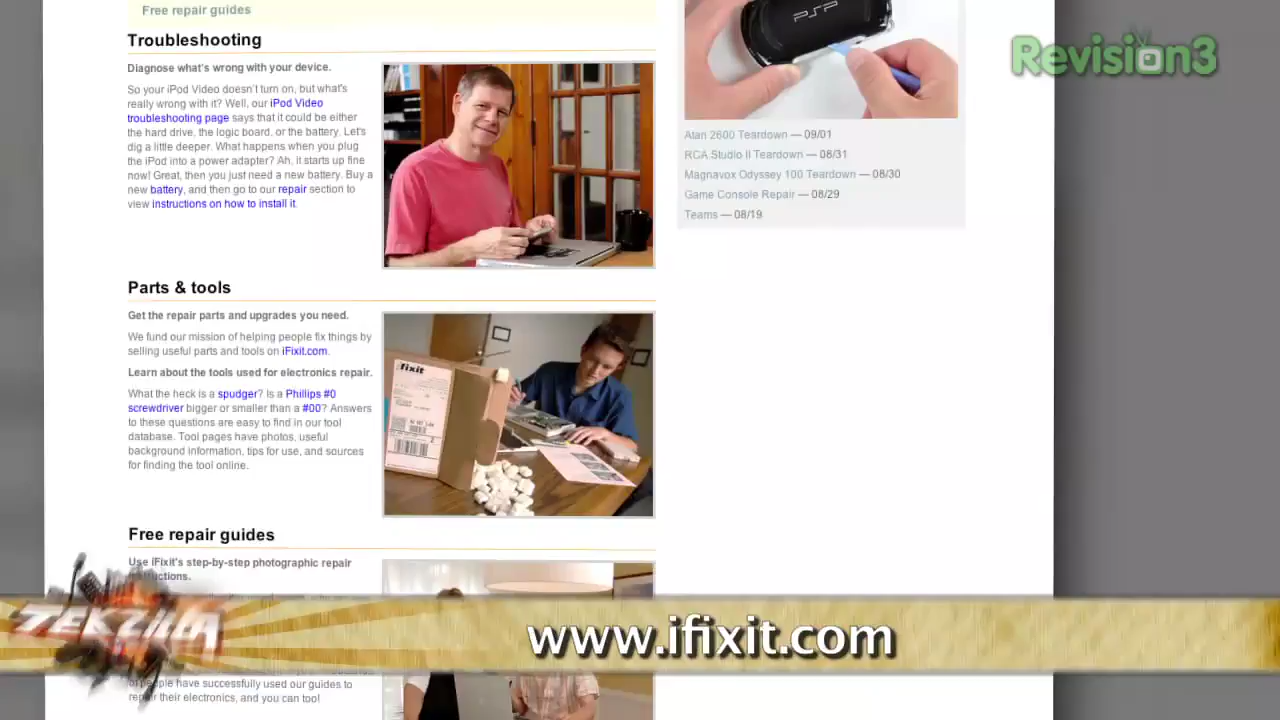 Free repair guides
Troubleshooting
Diagnose what's wrong with your device.
So your iPod Video doesn't turn on, but what's
really wrong with it? Well, our iPod Video
troubleshooting page says that it could be either
the hard drive, the logic board, or the battery. Let's
dig a little deeper. What happens when you plug
the iPod into a power adapter? Ah, it starts up fine
now! Great, then you just need a new battery. Buy a
new battery, and then go to our repair section to
view instructions on how to install it.
Parts & tools
Get the repair parts and upgrades you need.
We fund our mission of helping people fix things by
selling useful parts and tools on iFixit.com.
Learn about the tools used for electronics repair.
What the heck is a spudger? Is a Phillips #0
screwdriver bigger or smaller than a #00? Answers
to these questions are easy to find in our tool
database. Tool pages have photos, useful
background information, tips for use, and sources
for finding the tool online.
ifixit
Free repair guides
Use iFixit's step-by-step photographic repair
of people have successfully used our guides to
repair their electronics, and you can too!
PSP
Atari 2600 Teardown — 09/01
RCA Studio II Teardown — 08/31
Magnavox Odyssey 100 Teardown — 08/30
Game Console Repair — 08/29
Teams — 08/19
Revision3
TEKZILLA
www.ifixit.com